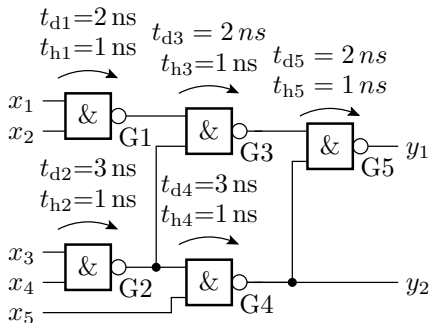 t_d1=2 ns
t_h1=1 ns
t_d3 = 2 ns
t_h3=1 ns
t_d5 = 2 ns
t_h5 = 1 ns
x_1
x_2
&
G1
&
G3
&
G5
y_1
t_d2=3 ns
t_h2=1 ns
t_d4=3 ns
t_h4=1 ns
x_3
x_4
&
G2
&
G4
y_2
x_5